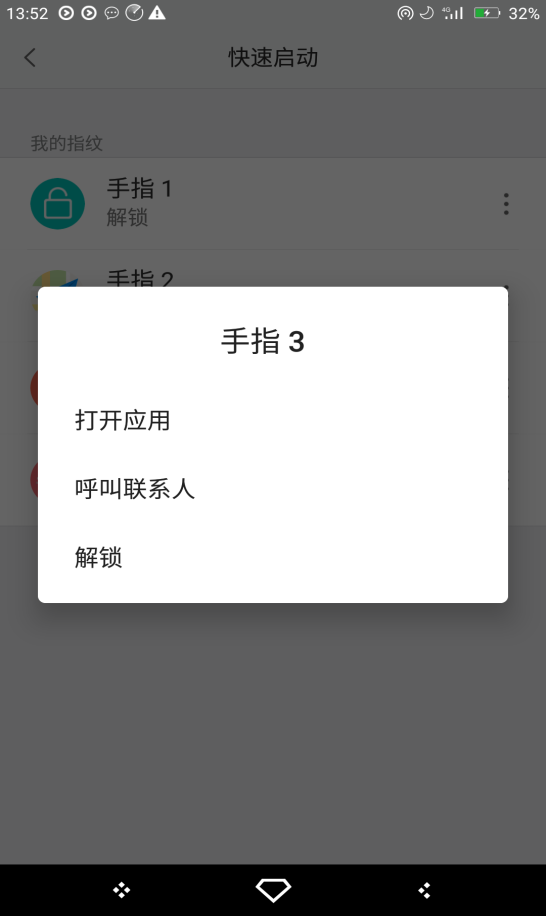 13:52
4G
32%
快速启动
我的指纹
手指 1
解锁
手指 2
手指 3
打开应用
呼叫联系人
解锁